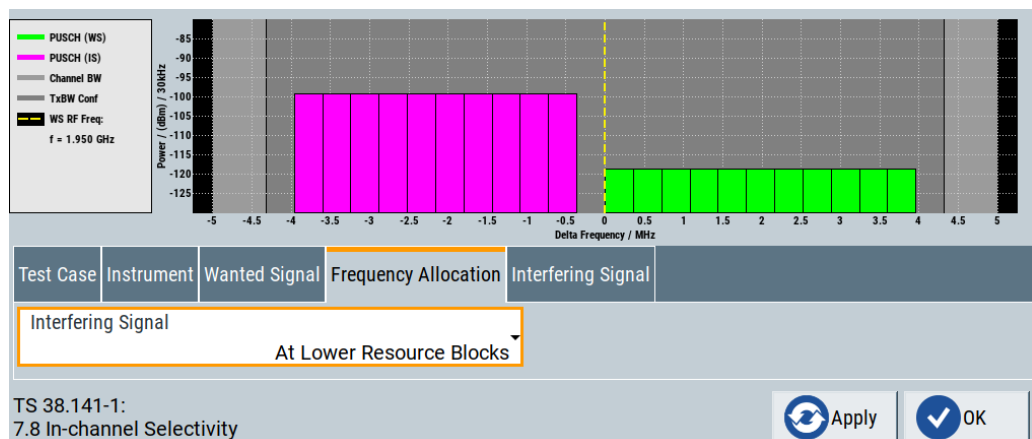 PUSCH (WS)
PUSCH (IS)
Channel BW
TxBW Conf
WS RF Freq:
f = 1.950 GHz
Power / (dBm) / 30kHz
-85
-90
-95
-100
-105
-110
-115
-120
-125
-5 -4.5 -4 -3.5 -3 -2.5 -2 -1.5 -1 -0.5 0 0.5 1 1.5 2 2.5 3 3.5 4 4.5 5
Delta Frequency / MHz
Test Case Instrument Wanted Signal Frequency Allocation Interfering Signal
Interfering Signal
At Lower Resource Blocks
TS 38.141-1:
7.8 In-channel Selectivity
Apply OK